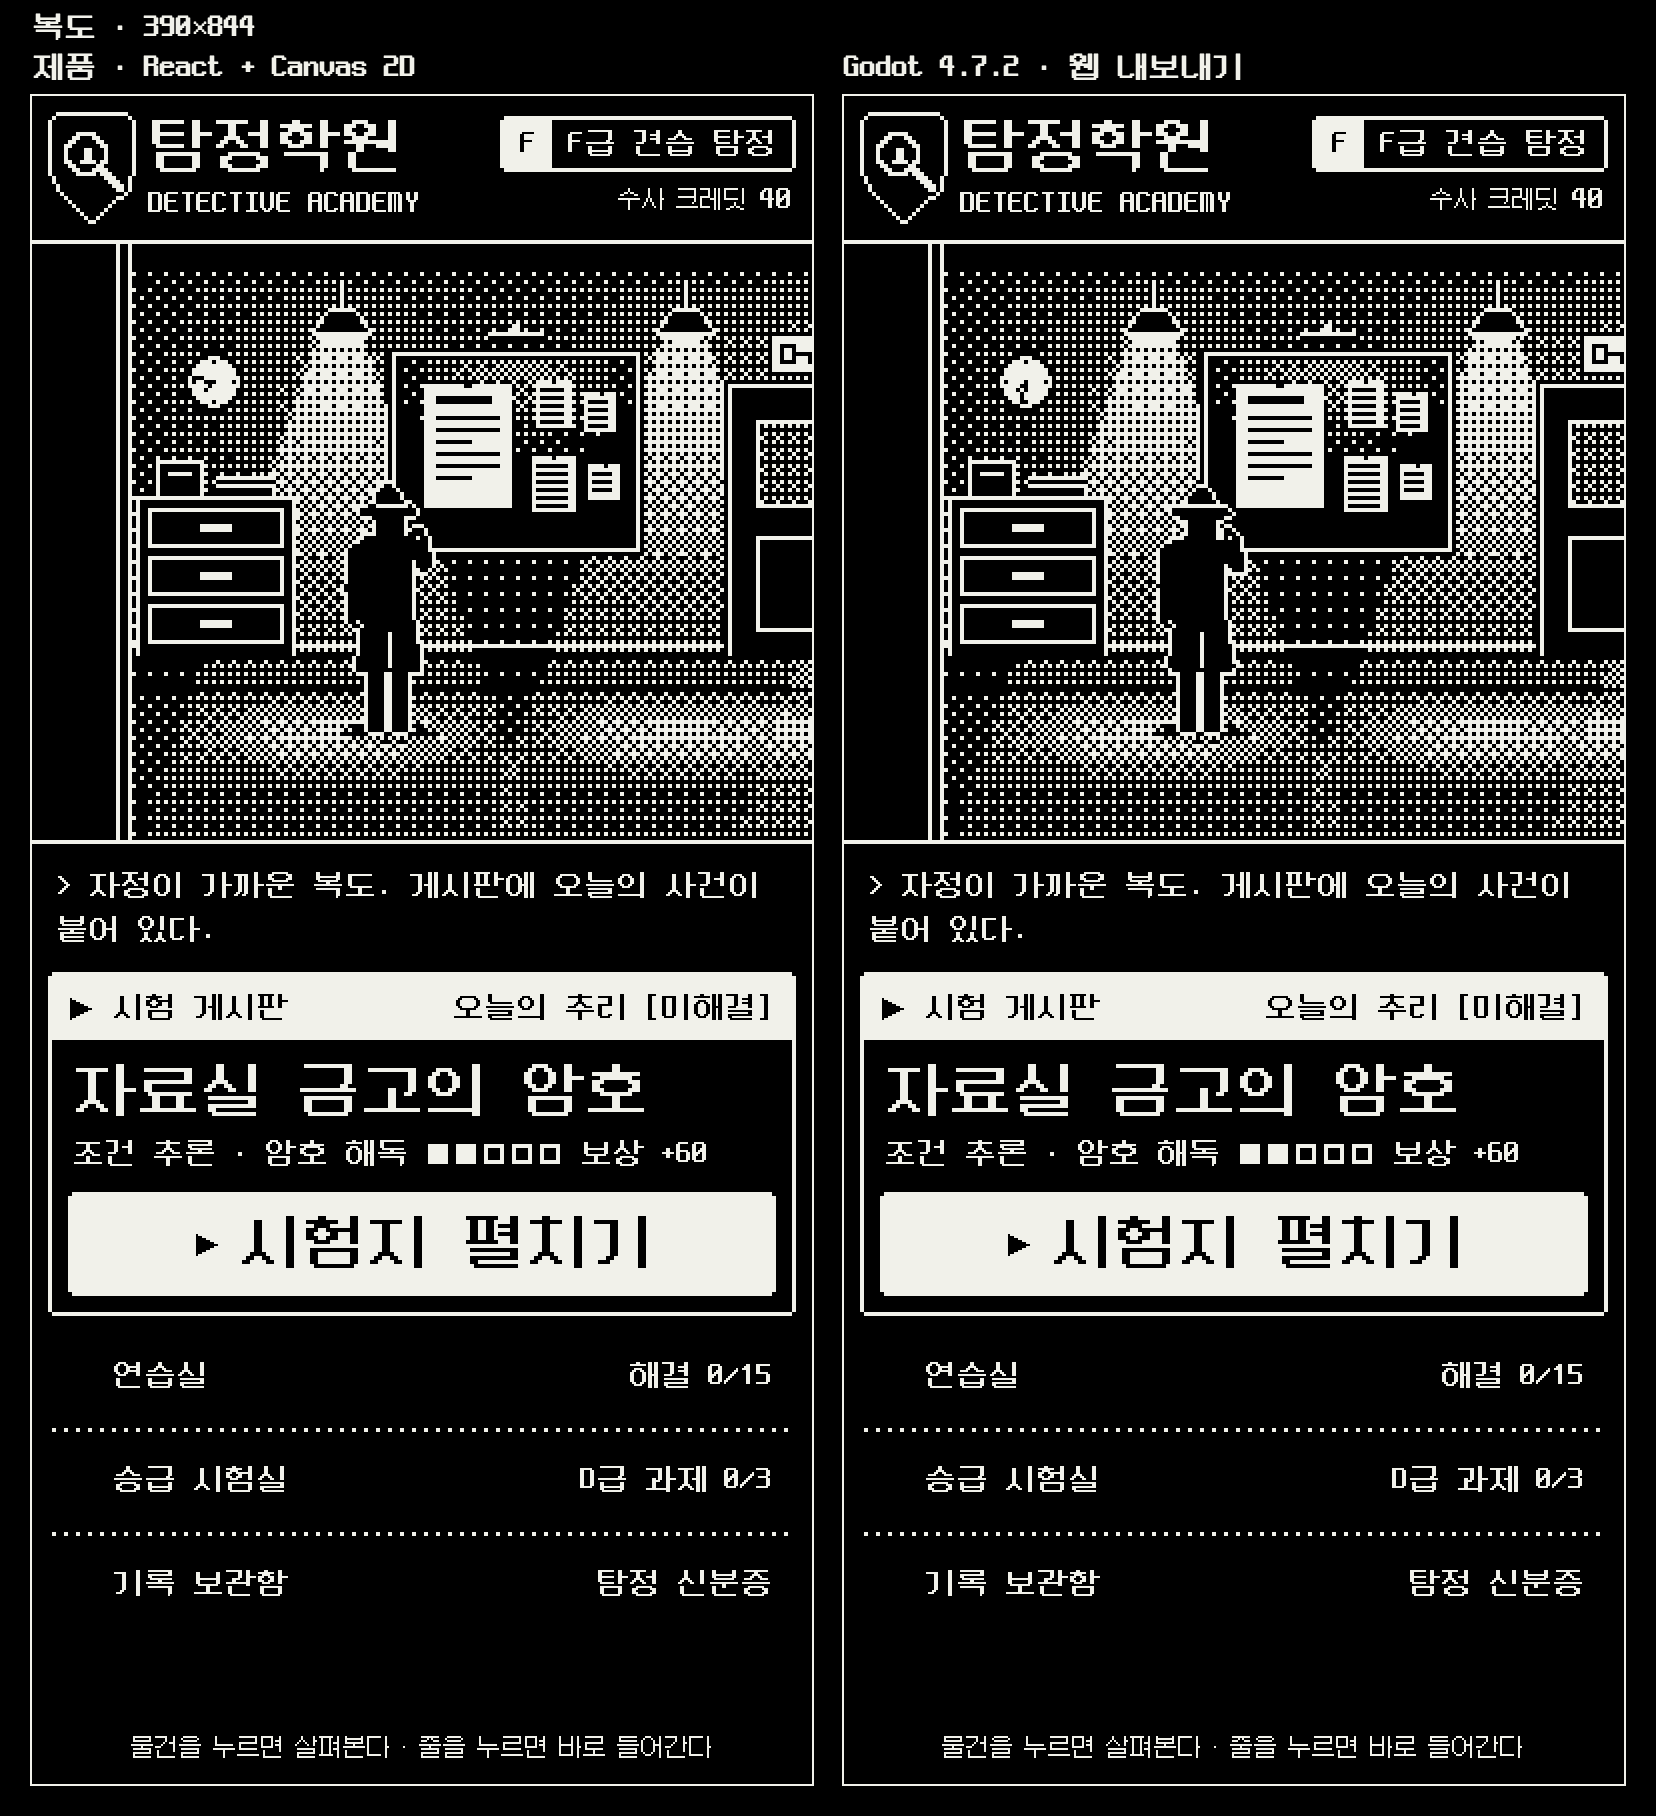 복도 · 390×844
제품 · React + Canvas 2D
탐정학원
DETECTIVE ACADEMY
F F급 견습 탐정
수사 크레딧 40
> 자정이 가까운 복도. 게시판에 오늘의 사건이
붙어 있다.
▶ 시험 게시판 오늘의 추리 [미해결]
자료실 금고의 암호
조건 추론 · 암호 해독 ■■□□□ 보상 +60
▶ 시험지 펼치기
연습실 해결 0/15
승급 시험실 D급 과제 0/3
기록 보관함 탐정 신분증
물건을 누르면 살펴본다 · 줄을 누르면 바로 들어간다
Godot 4.7.2 · 웹 내보내기
탐정학원
DETECTIVE ACADEMY
F F급 견습 탐정
수사 크레딧 40
> 자정이 가까운 복도. 게시판에 오늘의 사건이
붙어 있다.
▶ 시험 게시판 오늘의 추리 [미해결]
자료실 금고의 암호
조건 추론 · 암호 해독 ■■□□□ 보상 +60
▶ 시험지 펼치기
연습실 해결 0/15
승급 시험실 D급 과제 0/3
기록 보관함 탐정 신분증
물건을 누르면 살펴본다 · 줄을 누르면 바로 들어간다